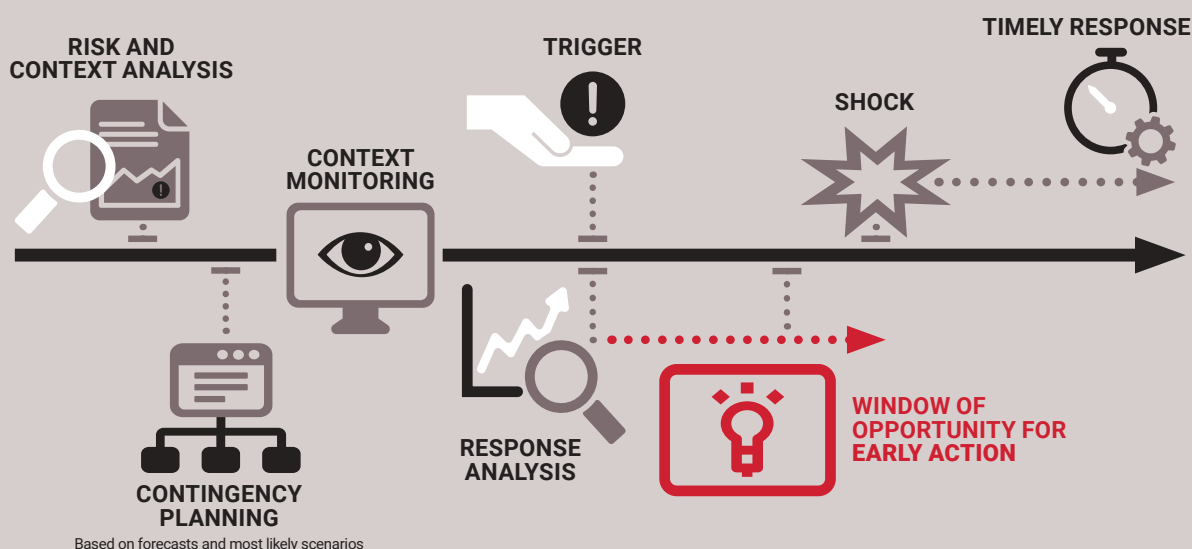 RISK AND
CONTEXT ANALYSIS
CONTEXT
MONITORING
TRIGGER
SHOCK
TIMELY RESPONSE
CONTINGENCY
PLANNING
Based on forecasts and most likely scenarios
RESPONSE
ANALYSIS
WINDOW OF
OPPORTUNITY FOR
EARLY ACTION